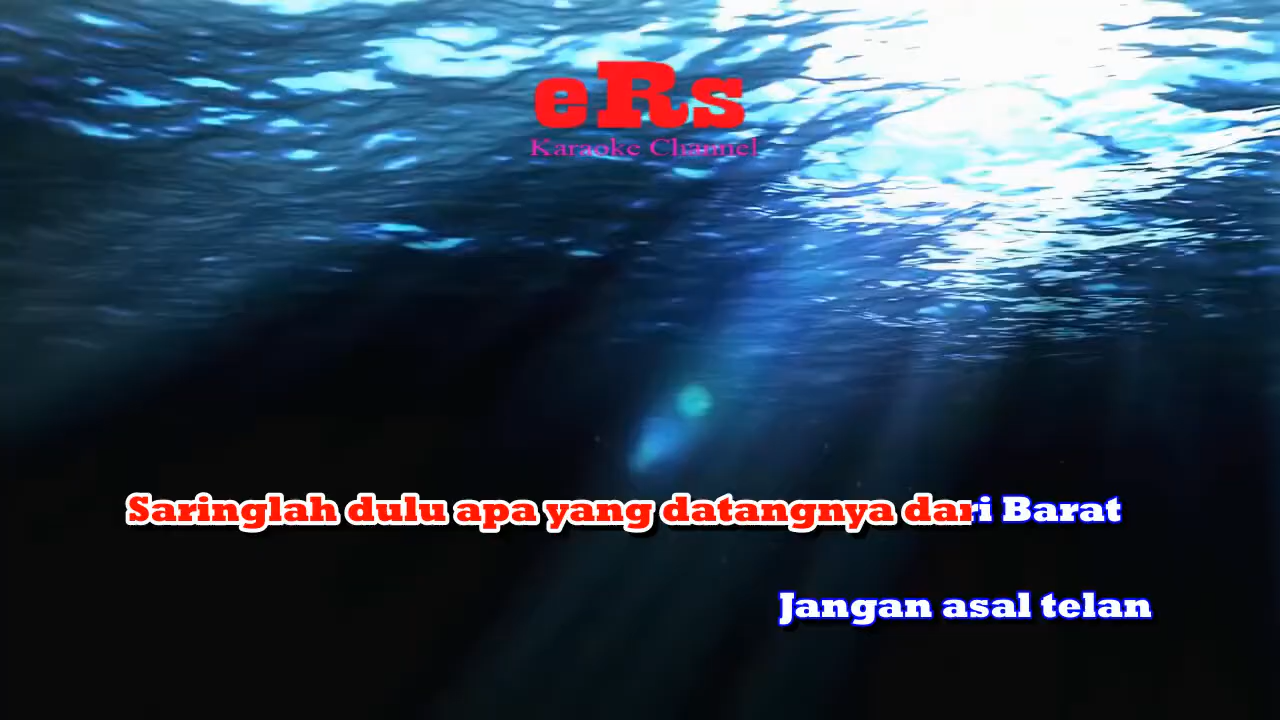 eRs
Karaoke Channel
Saringlah dulu apa yang datangnya dari Barat
Jangan asal telan